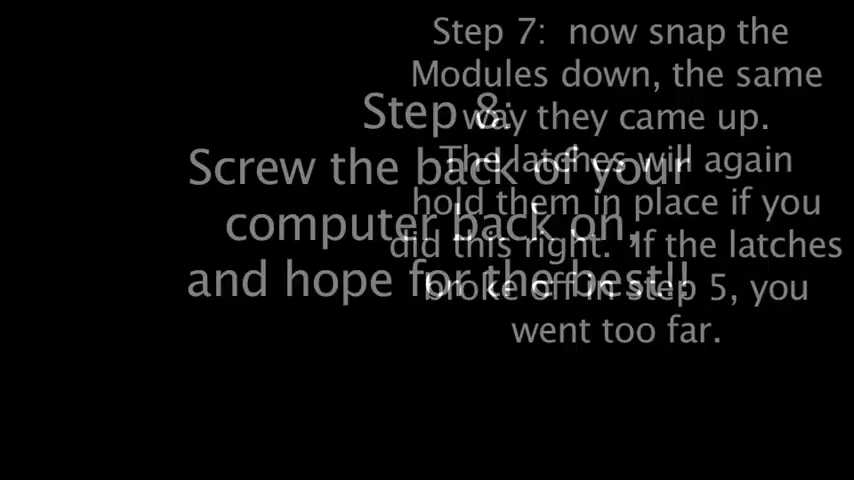 Step 7:  now snap the
Modules down, the same
way they came up.
The latches will again
hold them in place if you
did this right.  If the latches
broke off in step 5, you
went too far.
Step 8:
Screw the back of your
computer back on,
and hope for the best!!